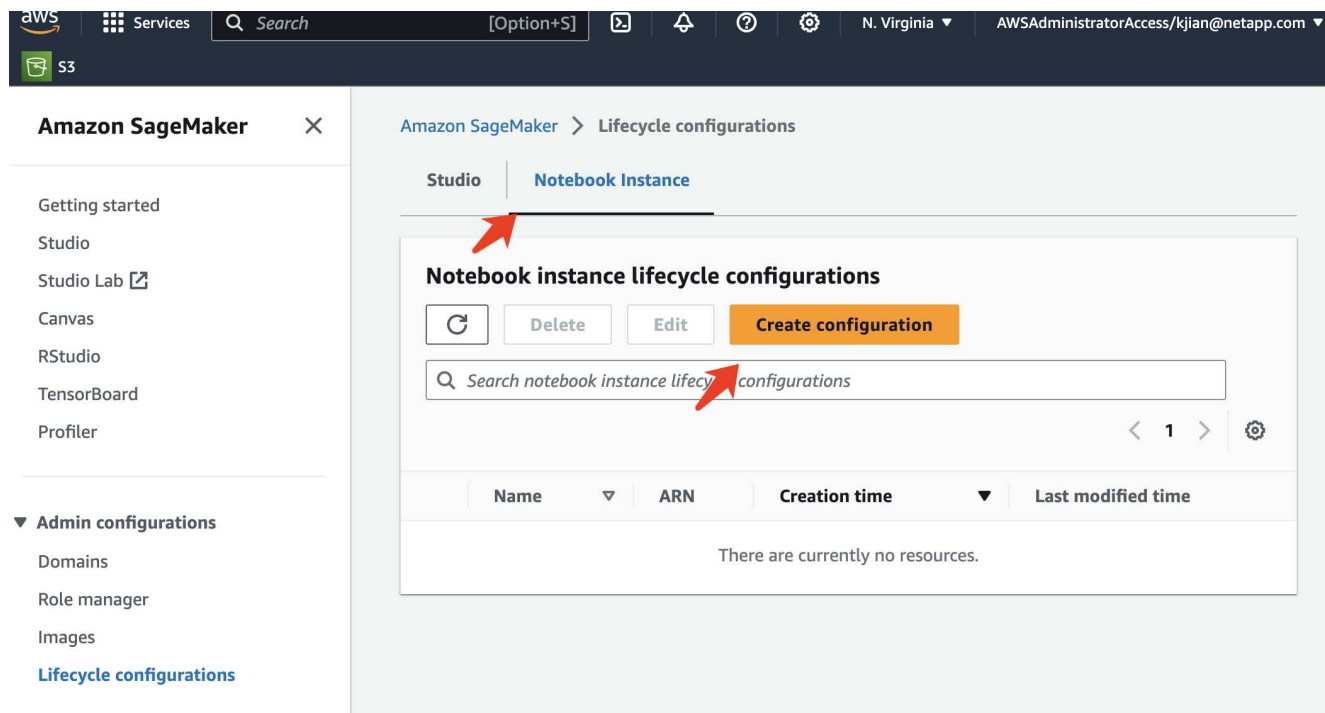 aws Services Search [Option+S] N. Virginia ▼ AWSAdministratorAccess/kjian@netapp.com ▼
S3
Amazon SageMaker
Getting started
Studio
Studio Lab
Canvas
RStudio
TensorBoard
Profiler
▼ Admin configurations
Domains
Role manager
Images
Lifecycle configurations
Amazon SageMaker > Lifecycle configurations
Studio Notebook Instance
Notebook instance lifecycle configurations
Delete Edit Create configuration
Search notebook instance lifecycle configurations
< 1 >
Name ARN Creation time Last modified time
There are currently no resources.